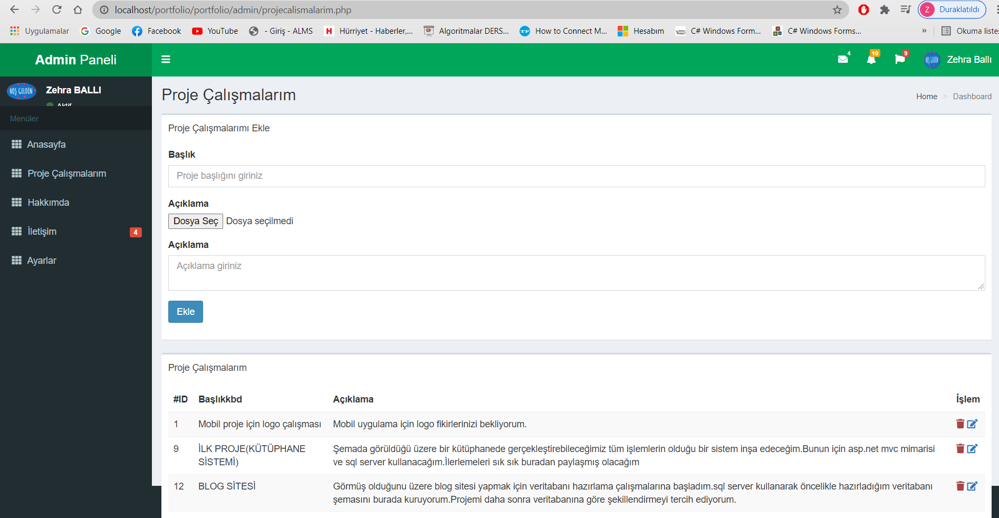 localhost/portfolio/portfolio/admin/projecalismalarim.php
Z Duraklatıldı
Uygulamalar Google Facebook YouTube - Giriş - ALMS H Hürriyet - Haberler,... Algoritmalar DERS... TF How to Connect M... Hesabım C# Windows Form... C# Windows Forms... » Okuma liste
Admin Paneli
4 10 9 HOŞ GELDİN Zehra Ballı
HOŞ GELDİN Zehra BALLI
Aktif
Menüler
Anasayfa
Proje Çalışmalarım
Hakkımda
İletişim 4
Ayarlar
Proje Çalışmalarım
Home > Dashboard
Proje Çalışmalarımı Ekle
Başlık
Proje başlığını giriniz
Açıklama
Dosya Seç Dosya seçilmedi
Açıklama
Açıklama giriniz
Ekle
Proje Çalışmalarım
#ID Başlıkkbd Açıklama İşlem
1 Mobil proje için logo çalışması Mobil uygulama için logo fikirlerinizi bekliyorum.
9 İLK PROJE(KÜTÜPHANE Şemada görüldüğü üzere bir kütüphanede gerçekleştirebileceğimiz tüm işlemlerin olduğu bir sistem inşa edeceğim.Bunun için asp.net mvc mimarisi
SİSTEMİ) ve sql server kullanacağım.İlerlemeleri sık sık buradan paylaşmış olacağım
12 BLOG SİTESİ Görmüş olduğunu üzere blog sitesi yapmak için veritabanı hazırlama çalışmalarına başladım.sql server kullanarak öncelikle hazırladığım veritabanı
şemasını burada kuruyorum.Projemi daha sonra veritabanına göre şekillendirmeyi tercih ediyorum.